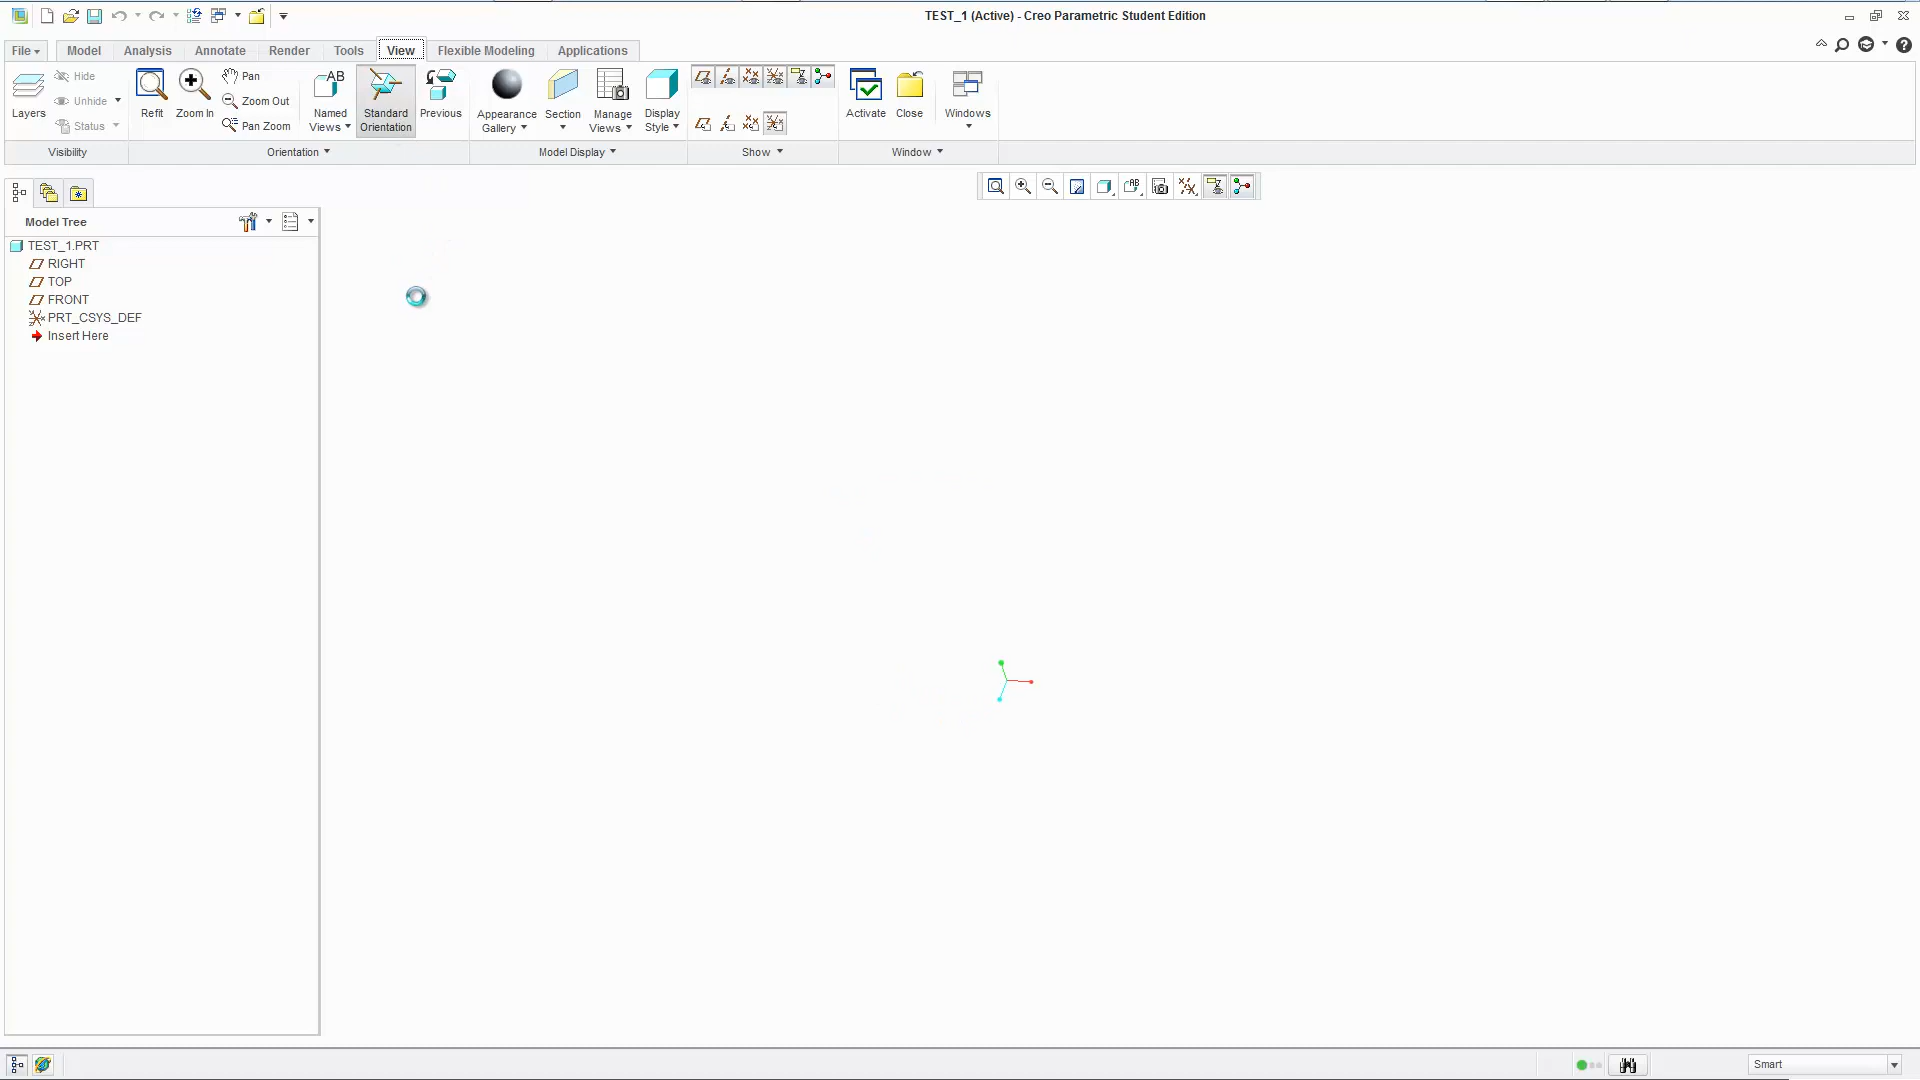 TEST_1 (Active) - Creo Parametric Student Edition
File Model Analysis Annotate Render Tools View Flexible Modeling Applications
Layers
Hide
Unhide
Status
Refit
Zoom In
Pan
Zoom Out
Pan Zoom
AB
Named
Views
Standard
Orientation
Previous
Appearance
Gallery
Section
Manage
Views
Display
Style
Activate
Close
Windows
Visibility Orientation Model Display Show Window
Model Tree
TEST_1.PRT
RIGHT
TOP
FRONT
PRT_CSYS_DEF
Insert Here
Smart